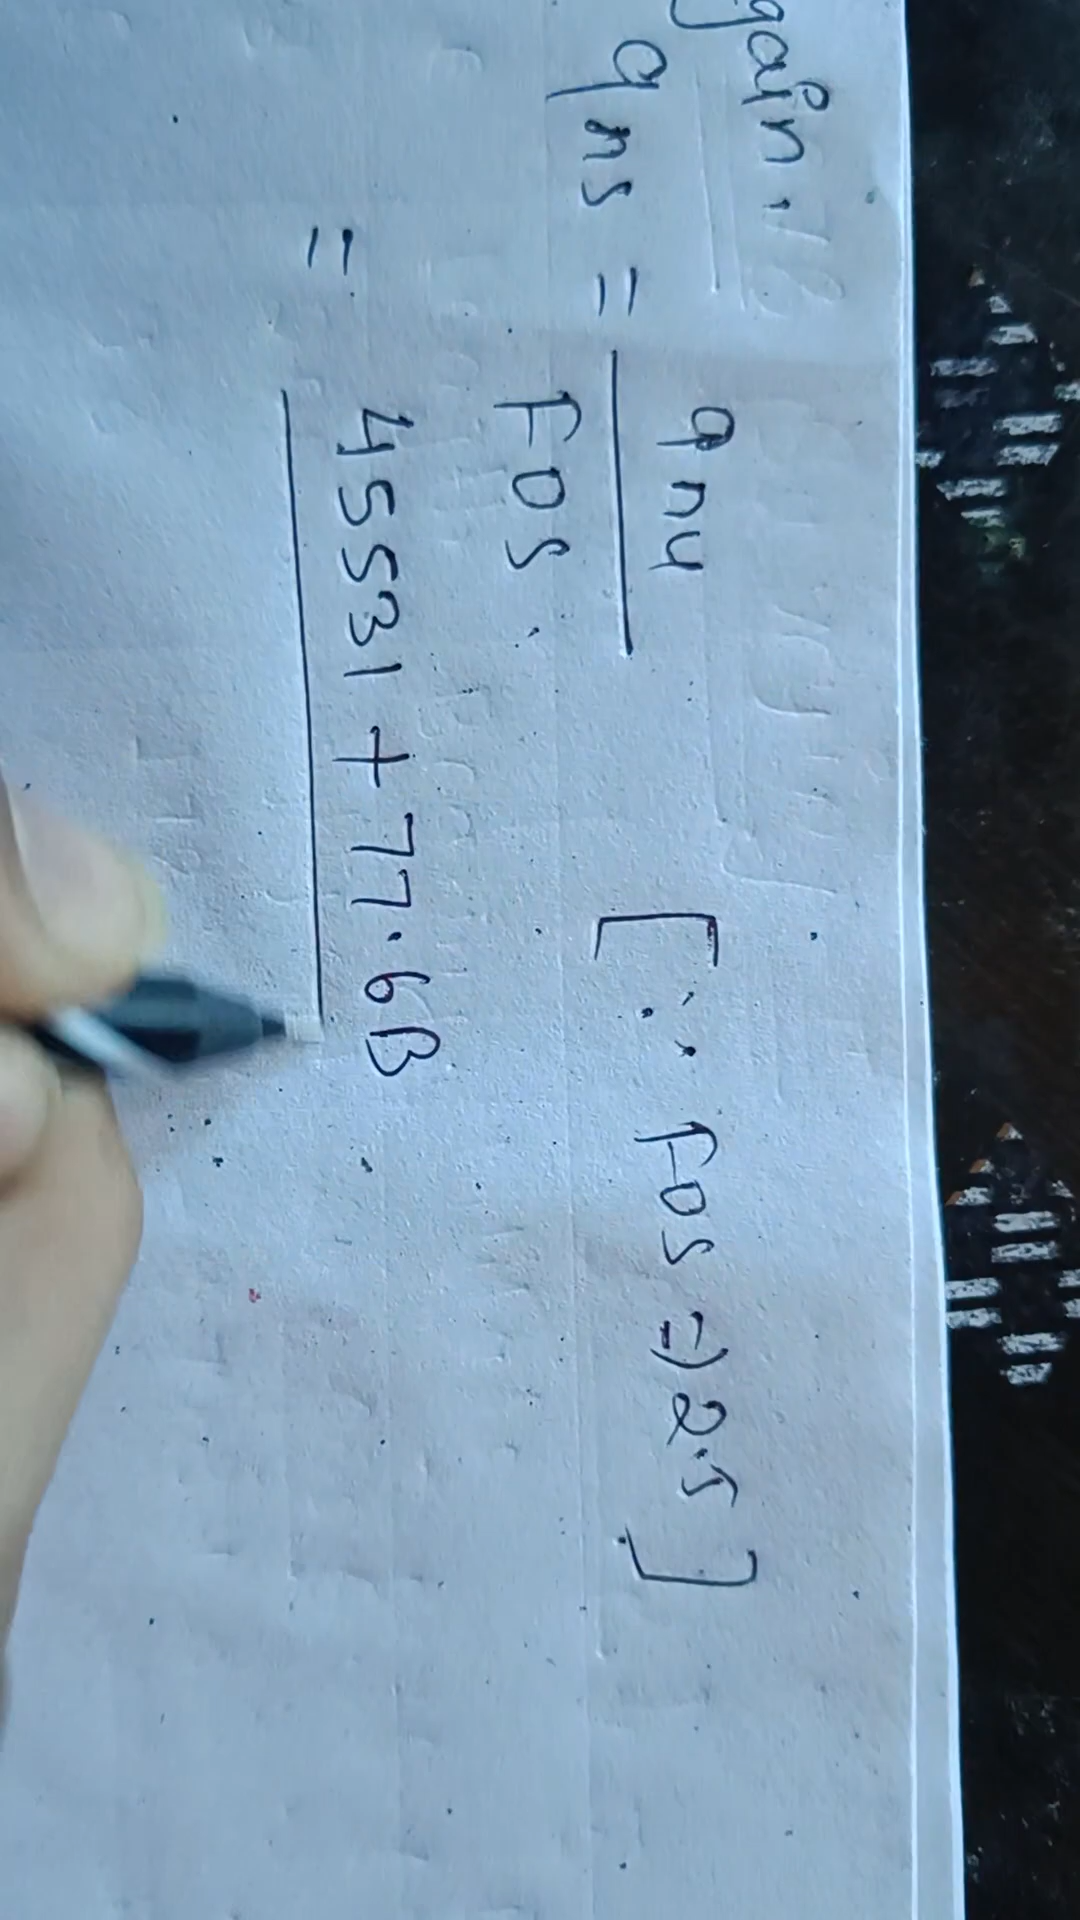 gain,
qns = qnu / FOS [∵ FOS => 2.5]
= 45531 + 77.6B